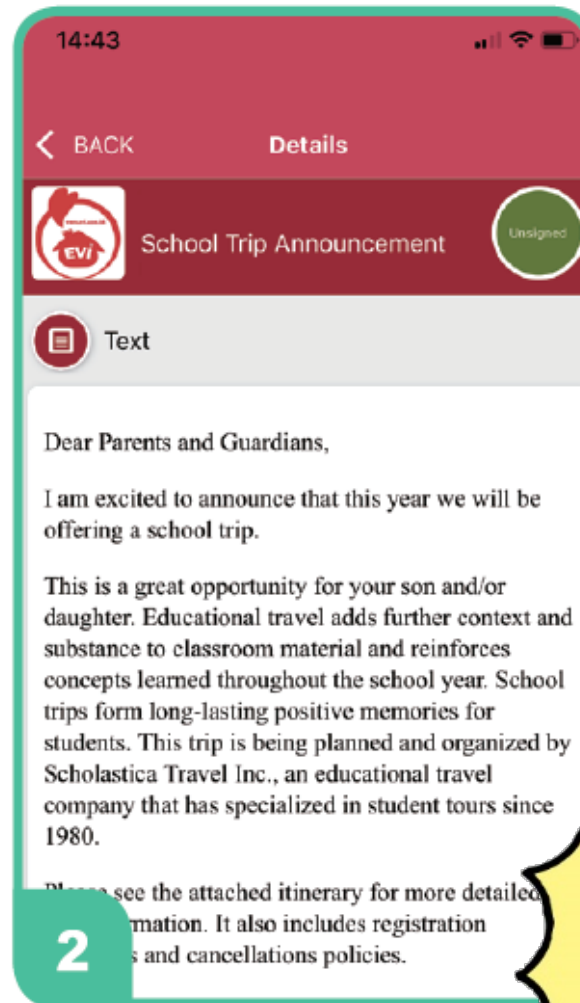 14:43
BACK Details
EVi
School Trip Announcement
Unsigned
Text
Dear Parents and Guardians,
I am excited to announce that this year we will be
offering a school trip.
This is a great opportunity for your son and/or
daughter. Educational travel adds further context and
substance to classroom material and reinforces
concepts learned throughout the school year. School
trips form long-lasting positive memories for
students. This trip is being planned and organized by
Scholastica Travel Inc., an educational travel
company that has specialized in student tours since
1980.
see the attached itinerary for more detailed
mation. It also includes registration
s and cancellations policies.
2